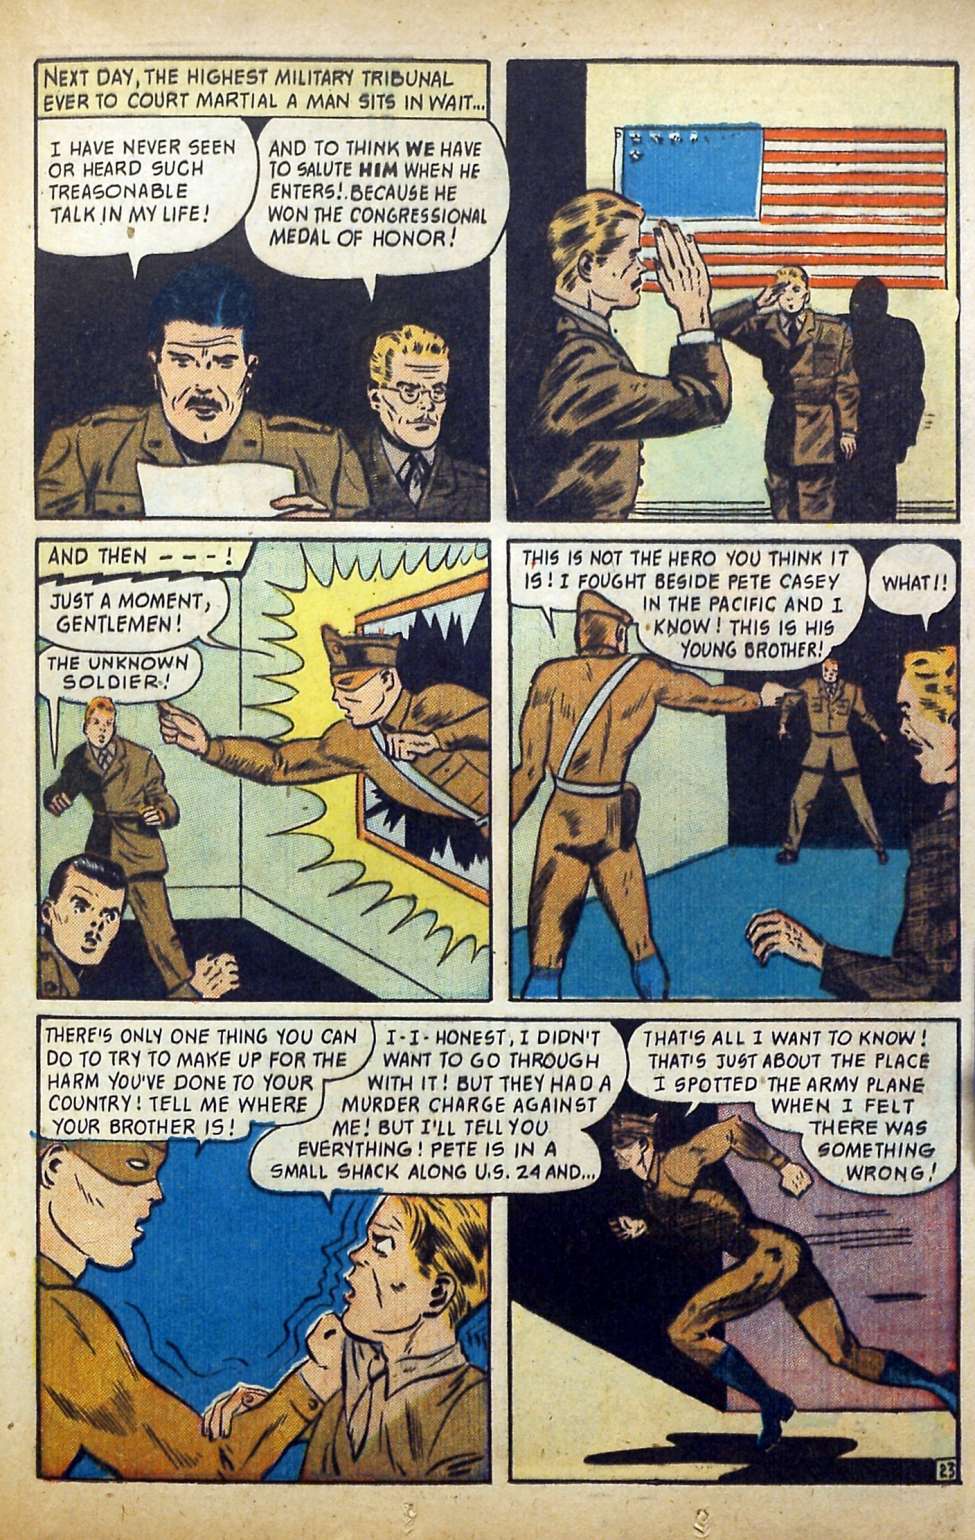 NEXT DAY, THE HIGHEST MILITARY TRIBUNAL
EVER TO COURT MARTIAL A MAN SITS IN WAIT...
I HAVE NEVER SEEN
OR HEARD SUCH
TREASONABLE
TALK IN MY LIFE!
AND TO THINK WE HAVE
TO SALUTE HIM WHEN HE
ENTERS!.. BECAUSE HE
WON THE CONGRESSIONAL
MEDAL OF HONOR!
AND THEN ----!
JUST A MOMENT,
GENTLEMEN!
THE UNKNOWN
SOLDIER!
THIS IS NOT THE HERO YOU THINK IT
IS! I FOUGHT BESIDE PETE CASEY
IN THE PACIFIC AND I
KNOW! THIS IS HIS
YOUNG BROTHER!
WHAT!!
THERE'S ONLY ONE THING YOU CAN
DO TO TRY TO MAKE UP FOR THE
HARM YOU'VE DONE TO YOUR
COUNTRY! TELL ME WHERE
YOUR BROTHER IS!
I-I-HONEST, I DIDN'T
WANT TO GO THROUGH
WITH IT! BUT THEY HAD A
MURDER CHARGE AGAINST
ME! BUT I'LL TELL YOU
EVERYTHING! PETE IS IN A
SMALL SHACK ALONG U.S. 24 AND...
THAT'S ALL I WANT TO KNOW!
THAT'S JUST ABOUT THE PLACE
I SPOTTED THE ARMY PLANE
WHEN I FELT
THERE WAS
SOMETHING
WRONG!
23